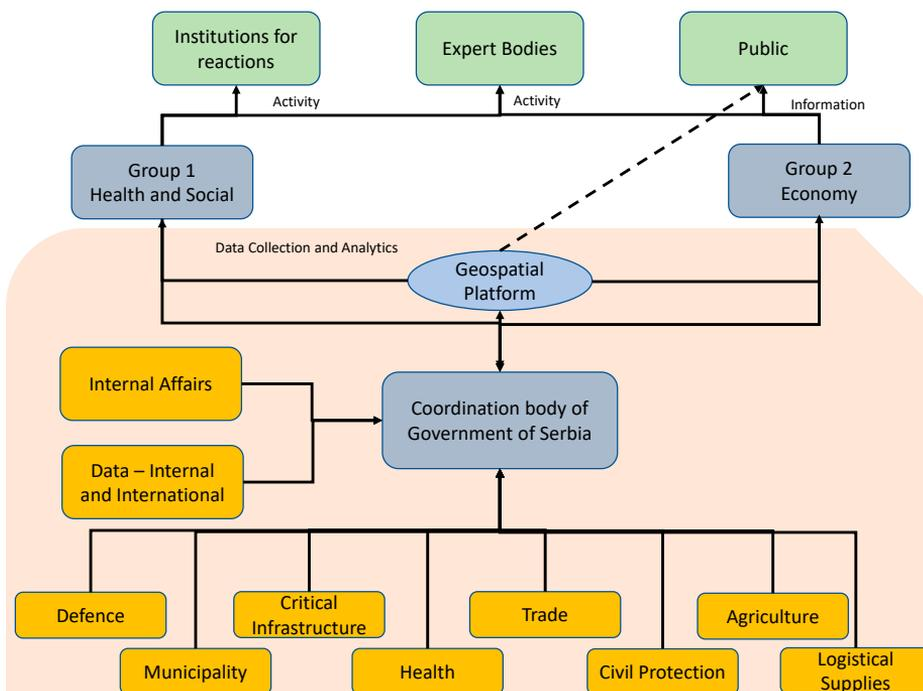 Institutions for
reactions
Expert Bodies
Public
Activity
Activity
Information
Group 1
Health and Social
Group 2
Economy
Data Collection and Analytics
Geospatial
Platform
Internal Affairs
Coordination body of
Government of Serbia
Data – Internal
and International
Defence
Critical
Infrastructure
Trade
Agriculture
Municipality
Health
Civil Protection
Logistical
Supplies